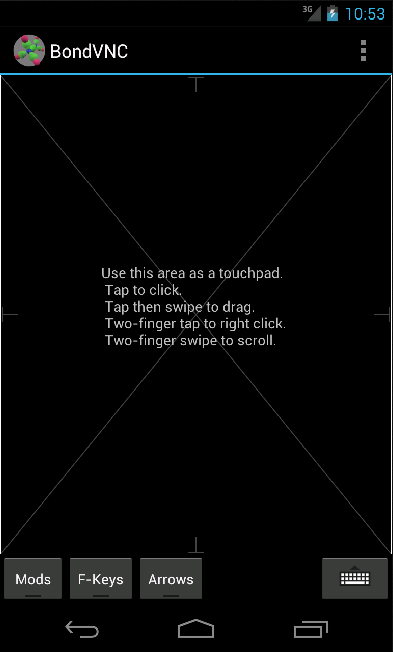 3G 10:53
BondVNC
Use this area as a touchpad.
Tap to click.
Tap then swipe to drag.
Two-finger tap to right click.
Two-finger swipe to scroll.
Mods F-Keys Arrows